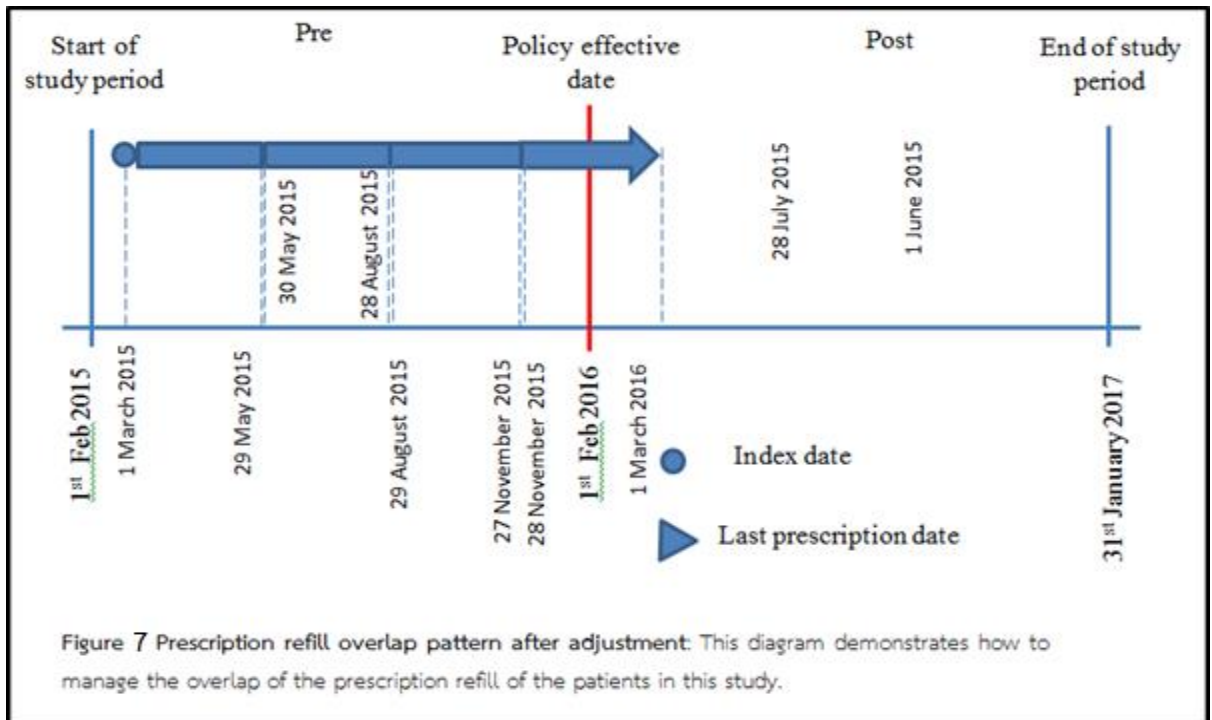 Start of
study period
Pre
Policy effective
date
Post
End of study
period
30 May 2015
28 August 2015
28 July 2015
1 June 2015
1st Feb 2015
1 March 2015
29 May 2015
29 August 2015
27 November 2015
28 November 2015
1st Feb 2016
1 March 2016
31st January 2017
Index date
Last prescription date
Figure 7 Prescription refill overlap pattern after adjustment: This diagram demonstrates how to
manage the overlap of the prescription refill of the patients in this study.